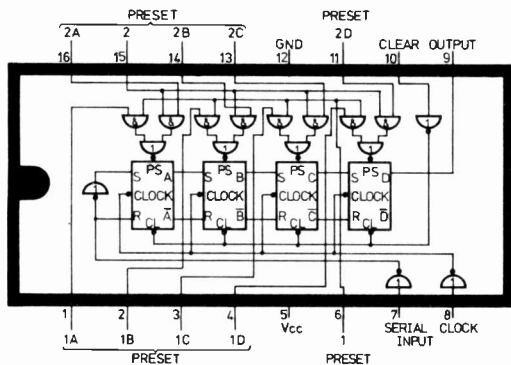 PRESET PRESET
2A 2 2B 2C GND 2D CLEAR OUTPUT
16 15 14 13 12 11 10 9
A A A A A A A A
PS PS PS PS
S A S B S C S D
CLOCK CLOCK CLOCK CLOCK
R A̅ R B̅ R C̅ R D̅
CL CL CL CL
1 2 3 4 5 6 7 8
1A 1B 1C 1D Vcc 1 SERIAL CLOCK
INPUT
PRESET PRESET